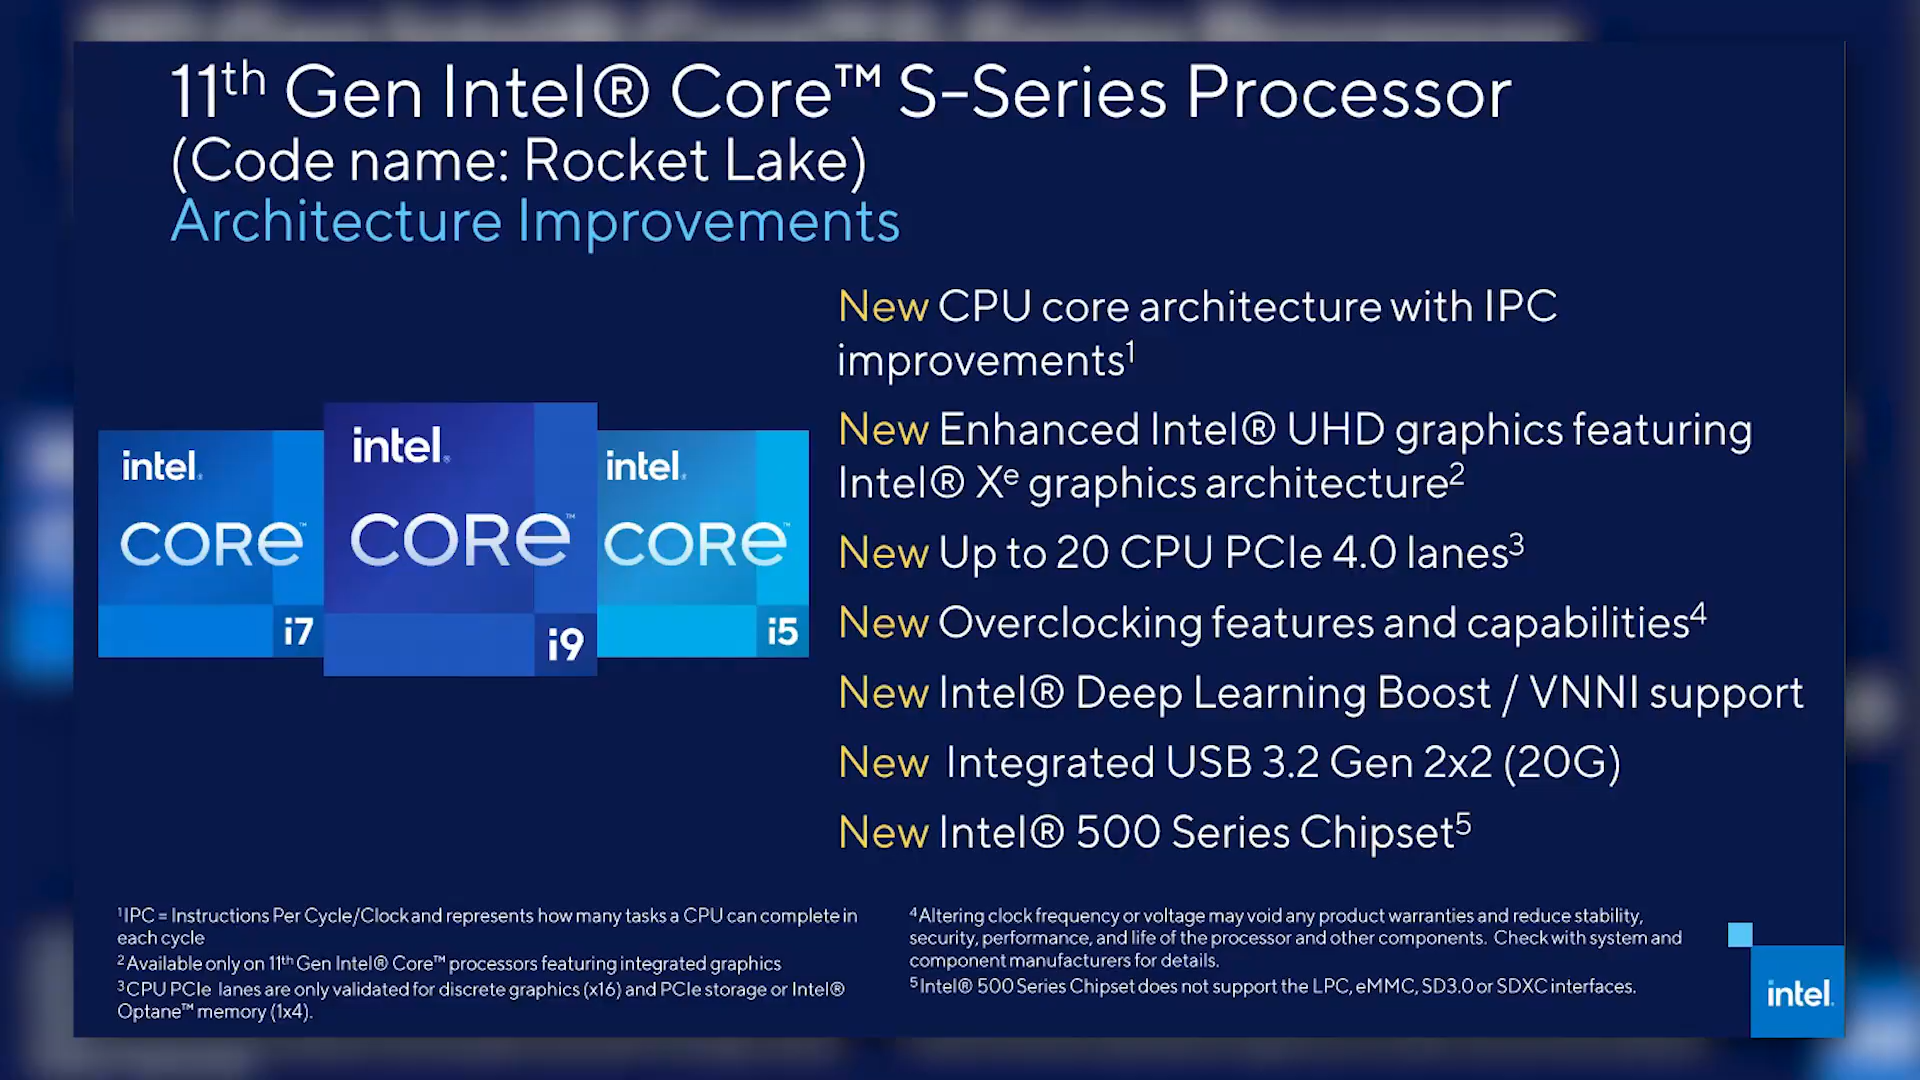 11th Gen Intel® Core™ S-Series Processor
(Code name: Rocket Lake)
Architecture Improvements
New CPU core architecture with IPC
improvements¹
New Enhanced Intel® UHD graphics featuring
Intel® Xᵉ graphics architecture²
New Up to 20 CPU PCIe 4.0 lanes³
New Overclocking features and capabilities⁴
New Intel® Deep Learning Boost / VNNI support
New Integrated USB 3.2 Gen 2x2 (20G)
New Intel® 500 Series Chipset⁵
intel.
CORe™
i7
intel.
CORe™
i9
intel.
CORe™
i5
¹IPC = Instructions Per Cycle/Clock and represents how many tasks a CPU can complete in
each cycle
²Available only on 11th Gen Intel® Core™ processors featuring integrated graphics
³CPU PCIe lanes are only validated for discrete graphics (x16) and PCIe storage or Intel®
Optane™ memory (1x4).
⁴Altering clock frequency or voltage may void any product warranties and reduce stability,
security, performance, and life of the processor and other components. Check with system and
component manufacturers for details.
⁵Intel® 500 Series Chipset does not support the LPC, eMMC, SD3.0 or SDXC interfaces.
intel.